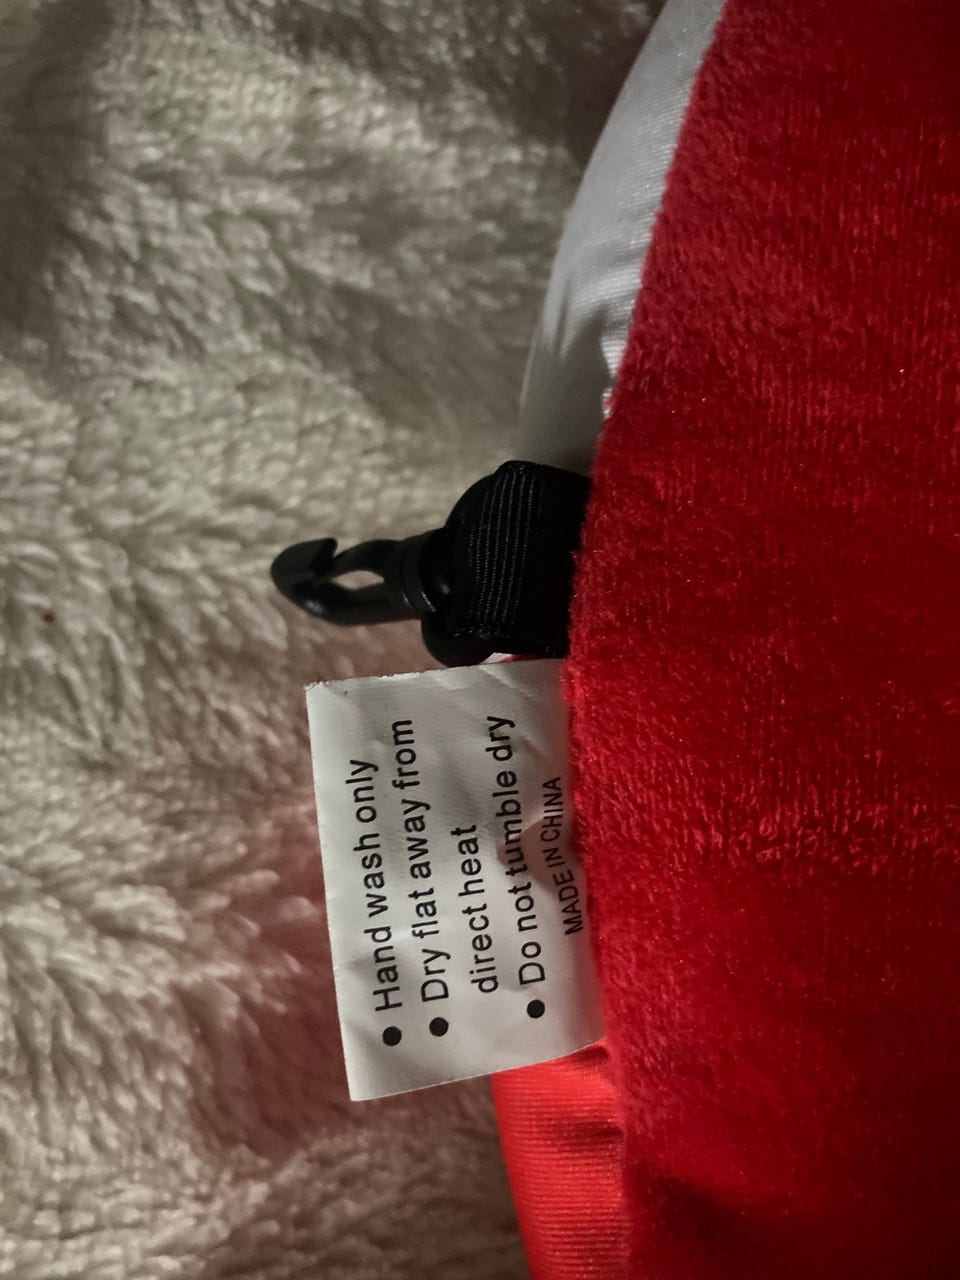 ● Hand wash only
● Dry flat away from
direct heat
● Do not tumble dry
MADE IN CHINA